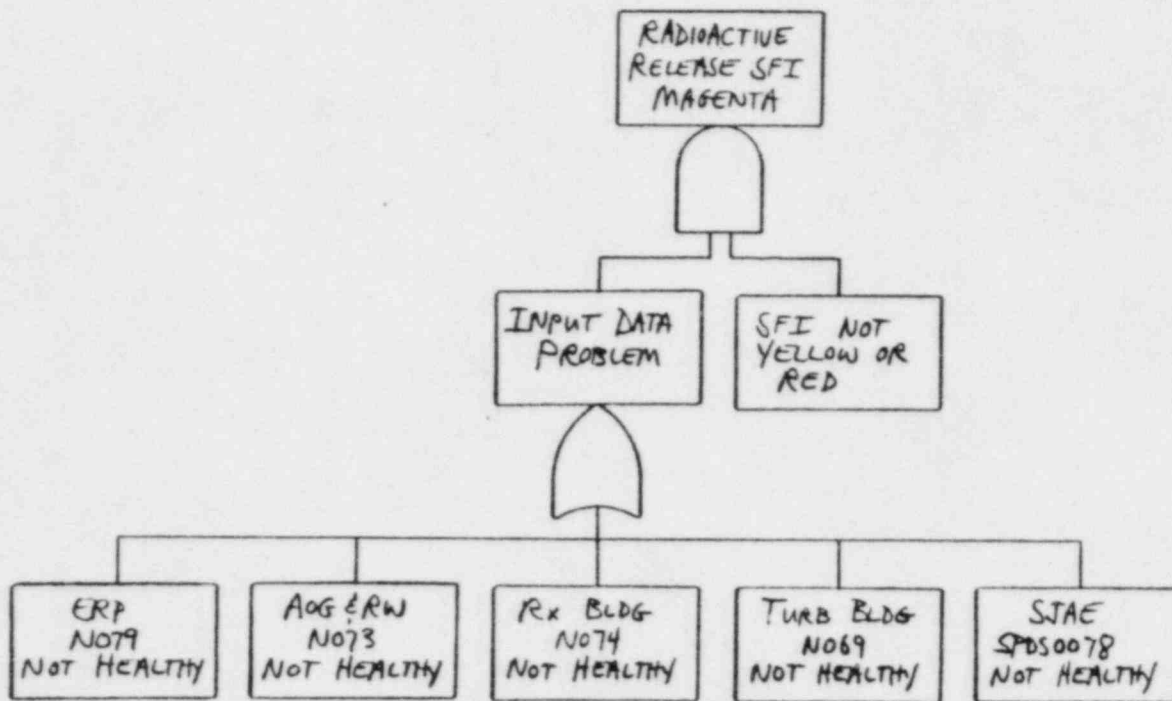 RADIOACTIVE
RELEASE SFI
MAGENTA
INPUT DATA
PROBLEM
SFI NOT
YELLOW OR
RED
ERP
N079
NOT HEALTHY
AOG & RW
N073
NOT HEALTHY
Rx BLDG
N074
NOT HEALTHY
TURB BLDG
N069
NOT HEALTHY
SJAE
SPDS0078
NOT HEALTHY